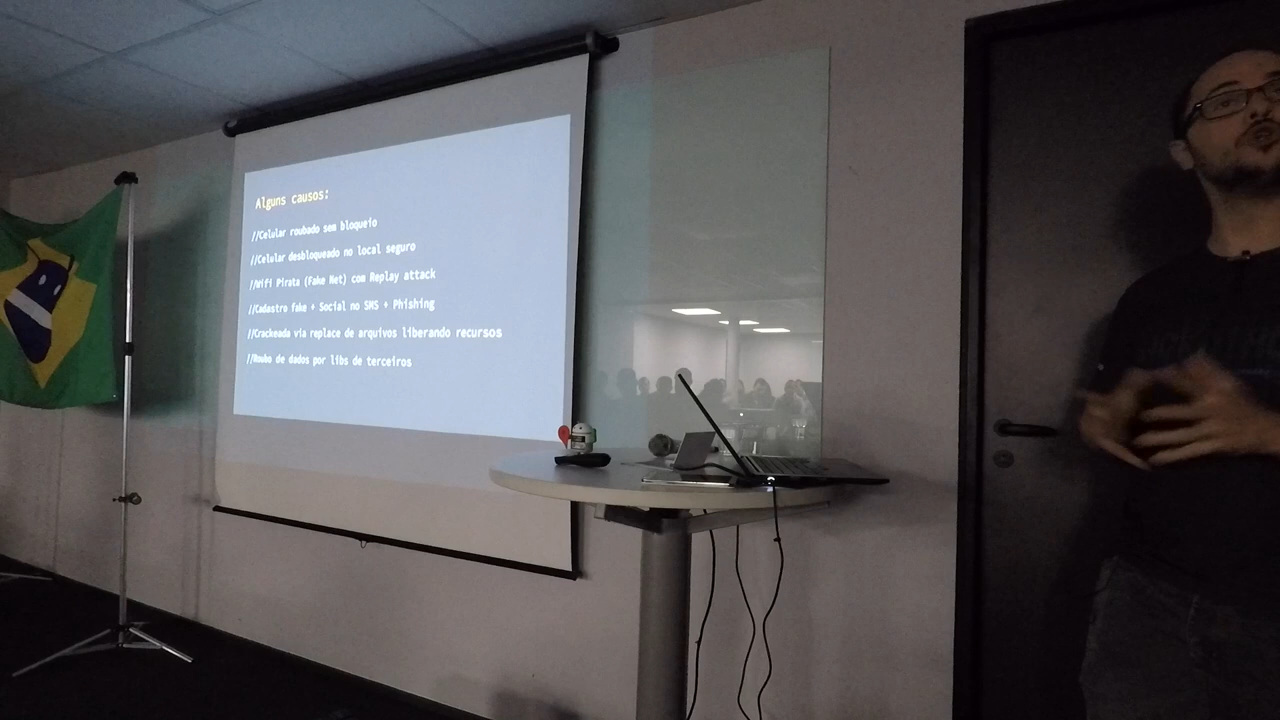 Alguns causos:
//Celular roubado sem bloqueio
//Celular desbloqueado no local seguro
//Wifi Pirata (Fake Net) com Replay attack
//Cadastro fake + Social no SMS + Phishing
//Crackeada via replace de arquivos liberando recursos
//Roubo de dados por libs de terceiros